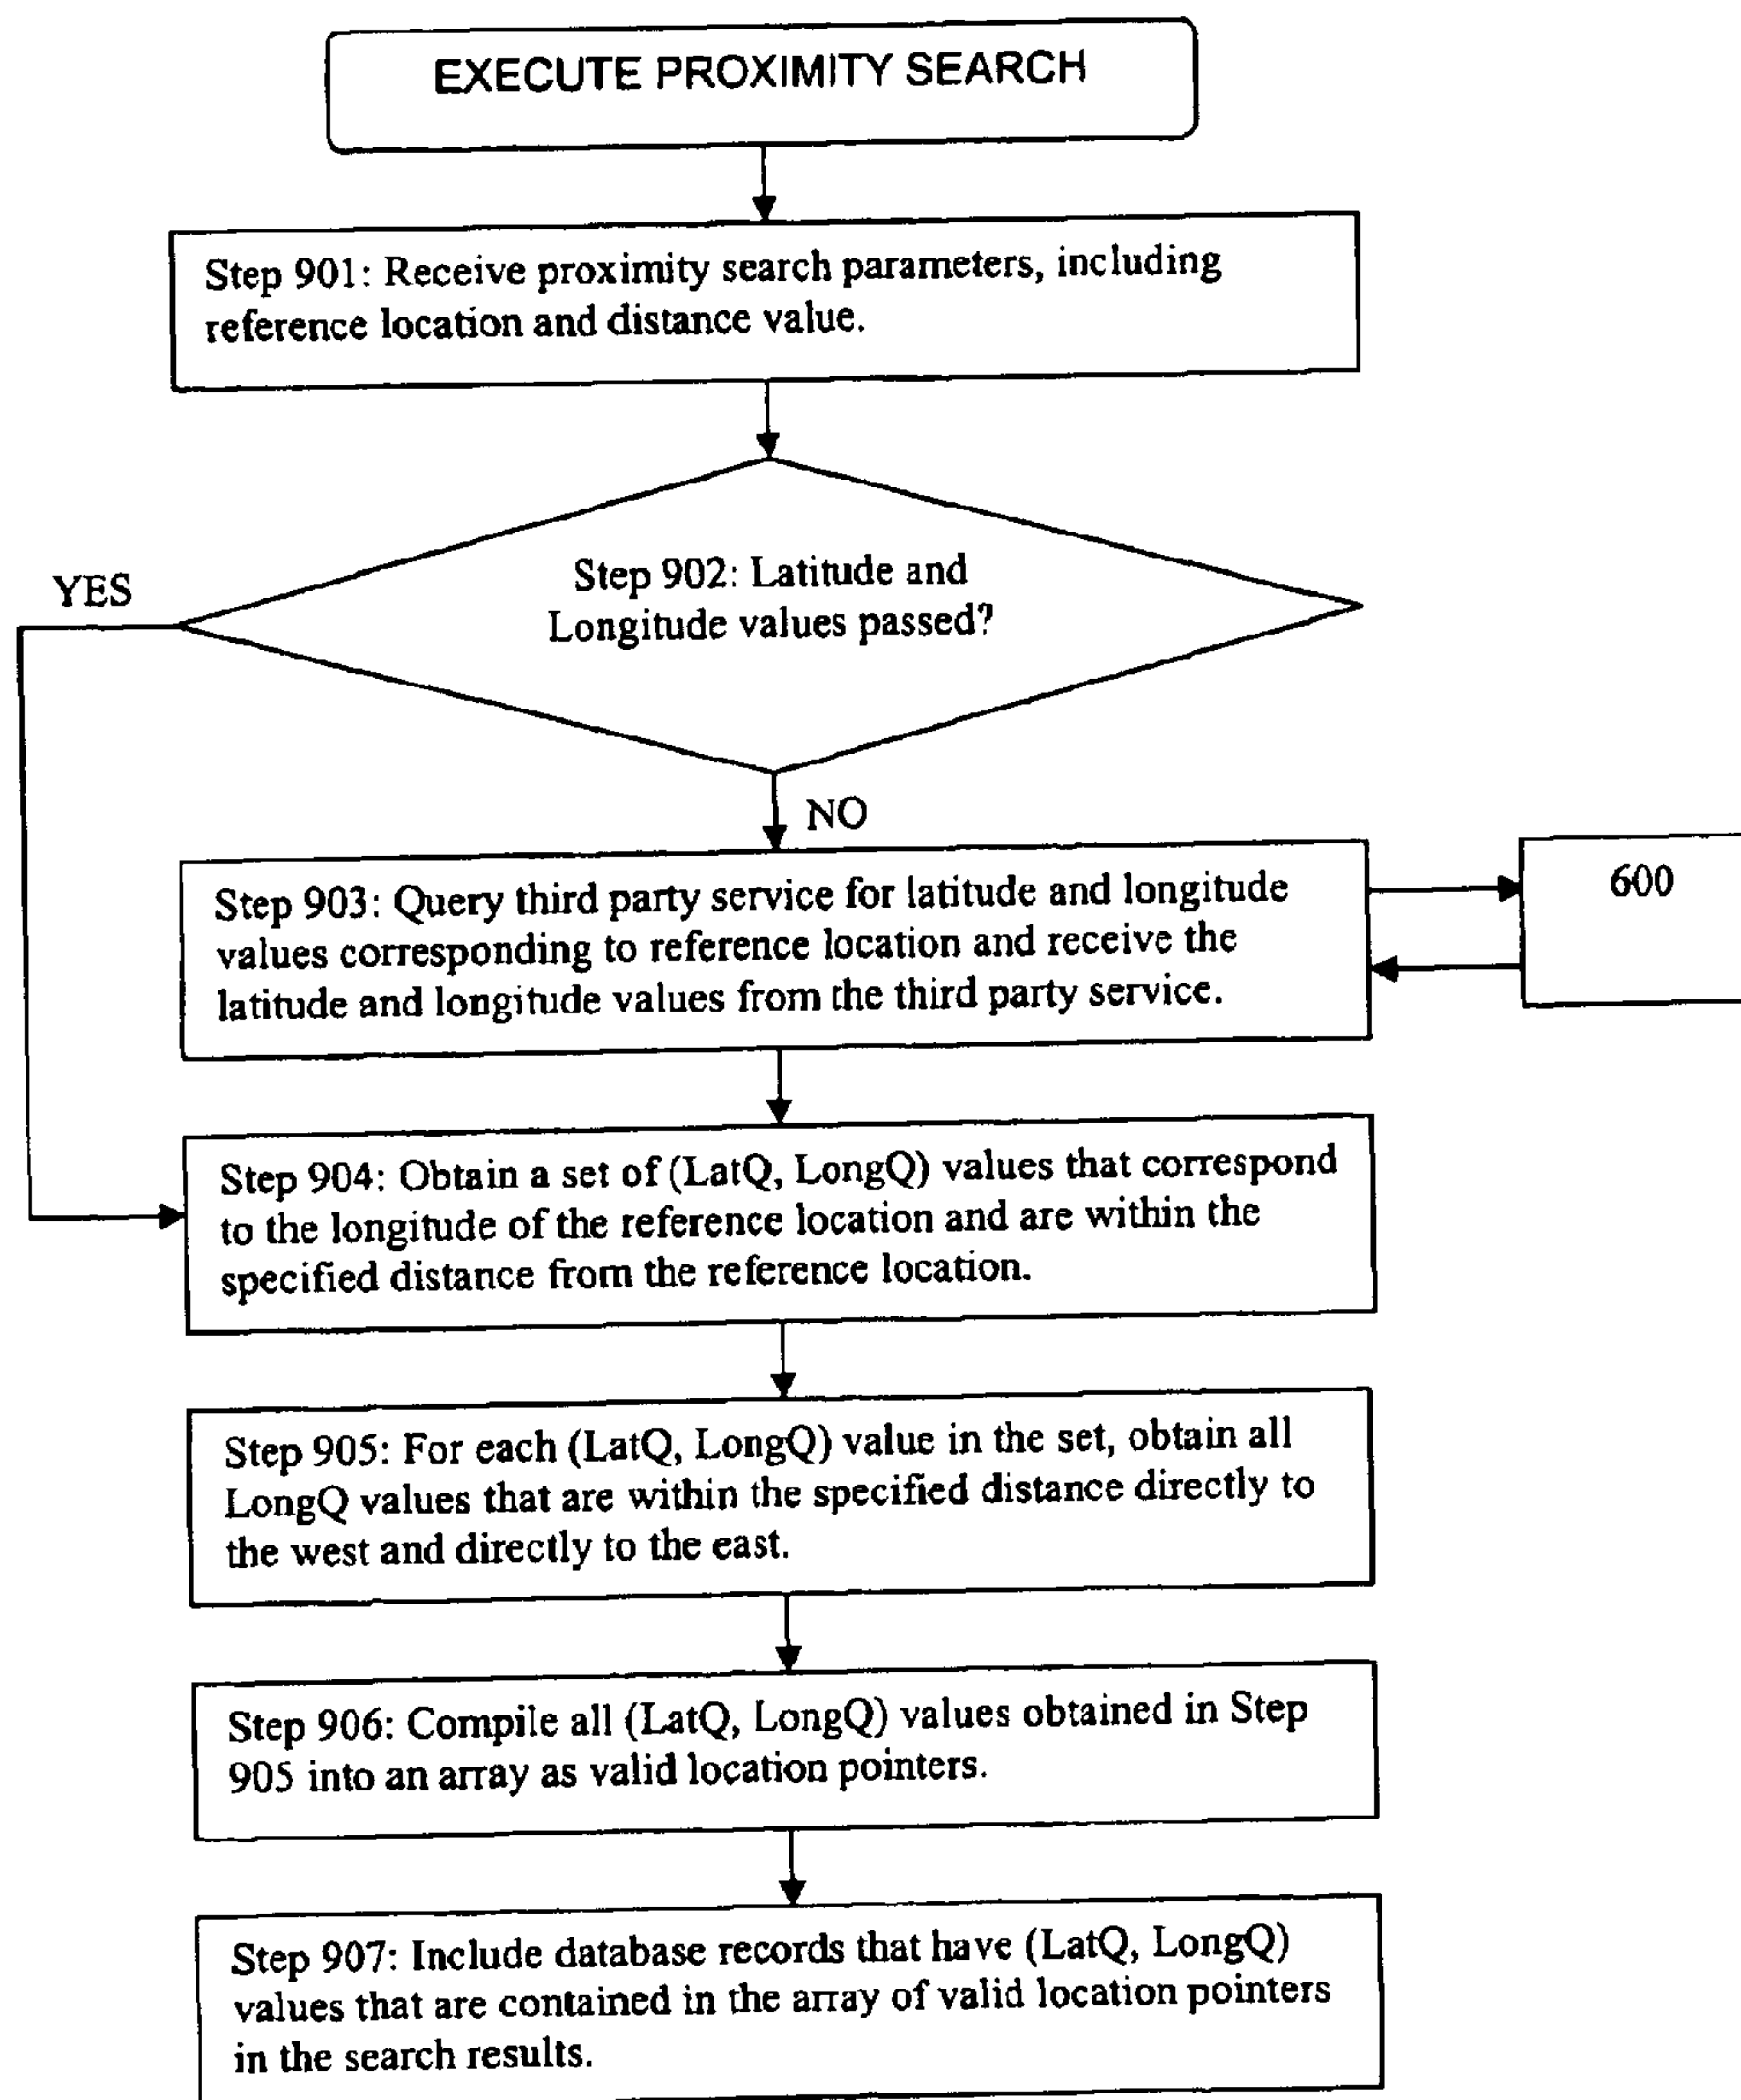 EXECUTE PROXIMITY SEARCH
Step 901: Receive proximity search parameters, including
reference location and distance value.
Step 902: Latitude and
Longitude values passed?
YES
NO
Step 903: Query third party service for latitude and longitude
values corresponding to reference location and receive the
latitude and longitude values from the third party service.
600
Step 904: Obtain a set of (LatQ, LongQ) values that correspond
to the longitude of the reference location and are within the
specified distance from the reference location.
Step 905: For each (LatQ, LongQ) value in the set, obtain all
LongQ values that are within the specified distance directly to
the west and directly to the east.
Step 906: Compile all (LatQ, LongQ) values obtained in Step
905 into an array as valid location pointers.
Step 907: Include database records that have (LatQ, LongQ)
values that are contained in the array of valid location pointers
in the search results.